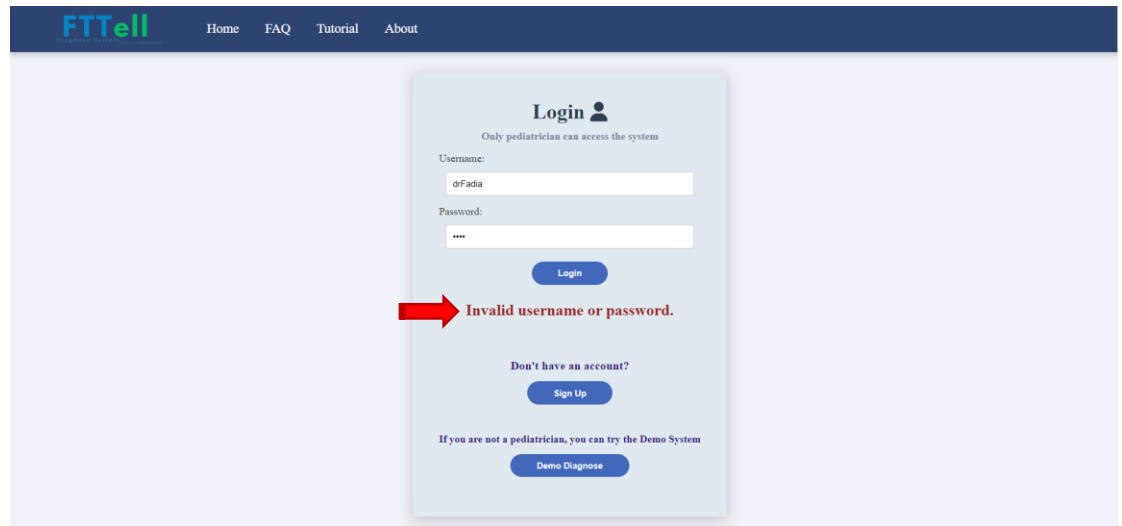 FTTell
Diagnose System
Home FAQ Tutorial About
Login
Only pediatrician can access the system
Username:
drFadia
Password:
••••
Login
Invalid username or password.
Don't have an account?
Sign Up
If you are not a pediatrician, you can try the Demo System
Demo Diagnose